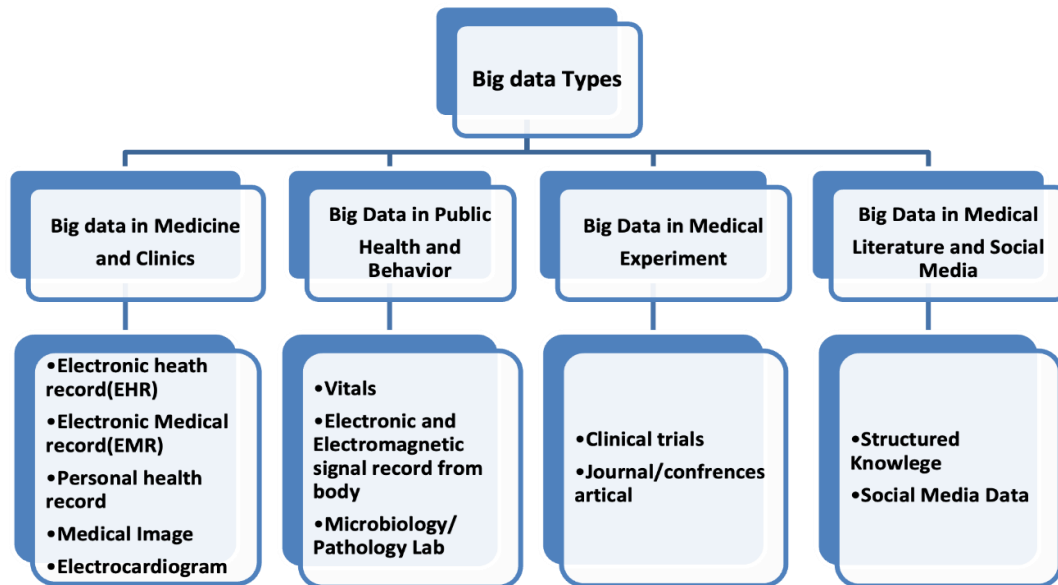 Big data Types
Big data in Medicine
and Clinics
Big Data in Public
Health and
Behavior
Big Data in Medical
Experiment
Big Data in Medical
Literature and Social
Media
•Electronic heath
record(EHR)
•Electronic Medical
record(EMR)
•Personal health
record
•Medical Image
•Electrocardiogram
•Vitals
•Electronic and
Electromagnetic
signal record from
body
•Microbiology/
Pathology Lab
•Clinical trials
•Journal/confrences
artical
•Structured
Knowlege
•Social Media Data